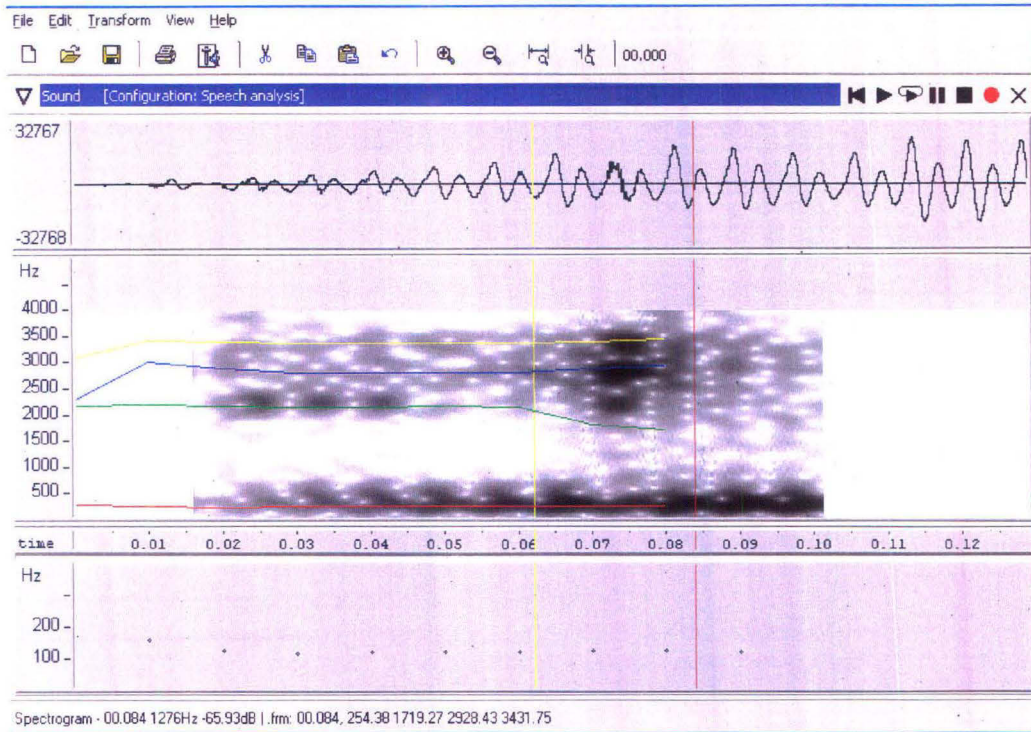 File Edit Transform View Help
00.000
Sound [Configuration: Speech analysis]
32767
-32768
Hz
4000
3500
3000
2500
2000
1500
1000
500
time 0.01 0.02 0.03 0.04 0.05 0.06 0.07 0.08 0.09 0.10 0.11 0.12
Hz
200
100
Spectrogram - 00.084 1276Hz -65.93dB | .frm: 00.084, 254.38 1719.27 2928.43 3431.75